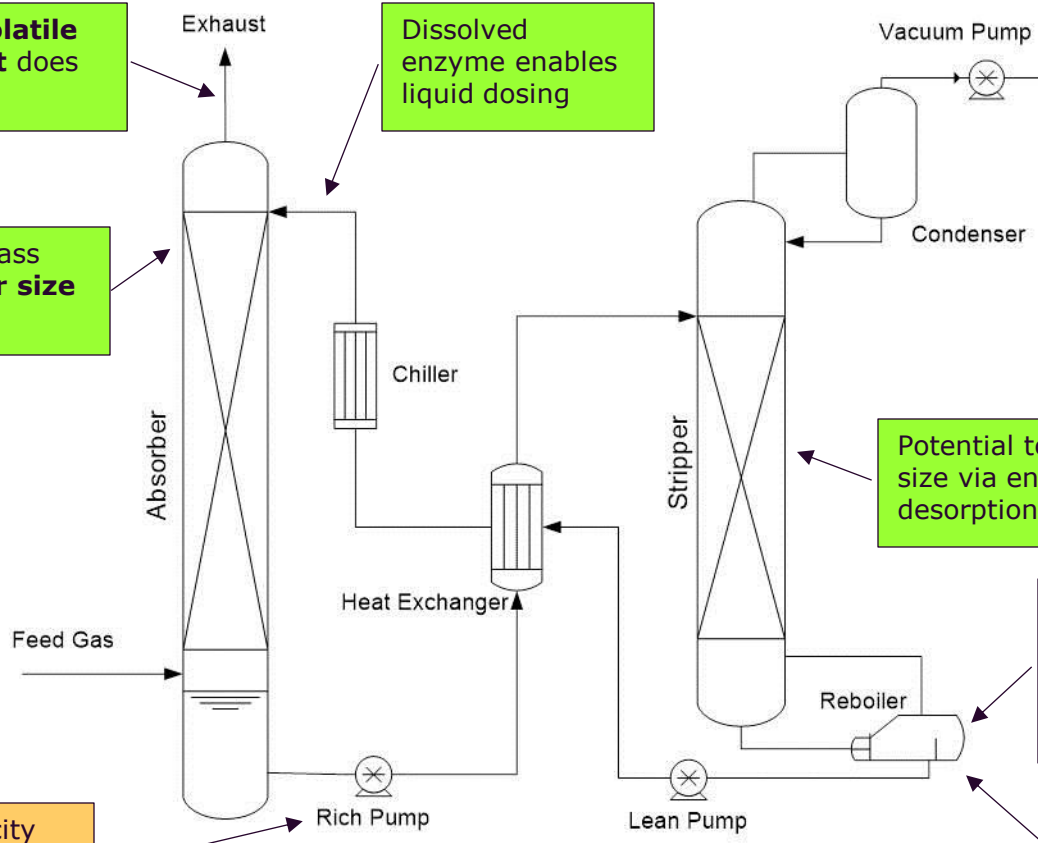 olatile
t does
Exhaust
Dissolved
enzyme enables
liquid dosing
Vacuum Pump
Condenser
ass
r size
Chiller
Absorber
Stripper
Potential t
size via en
desorption
Heat Exchanger
Feed Gas
Reboiler
Rich Pump
Lean Pump
ity